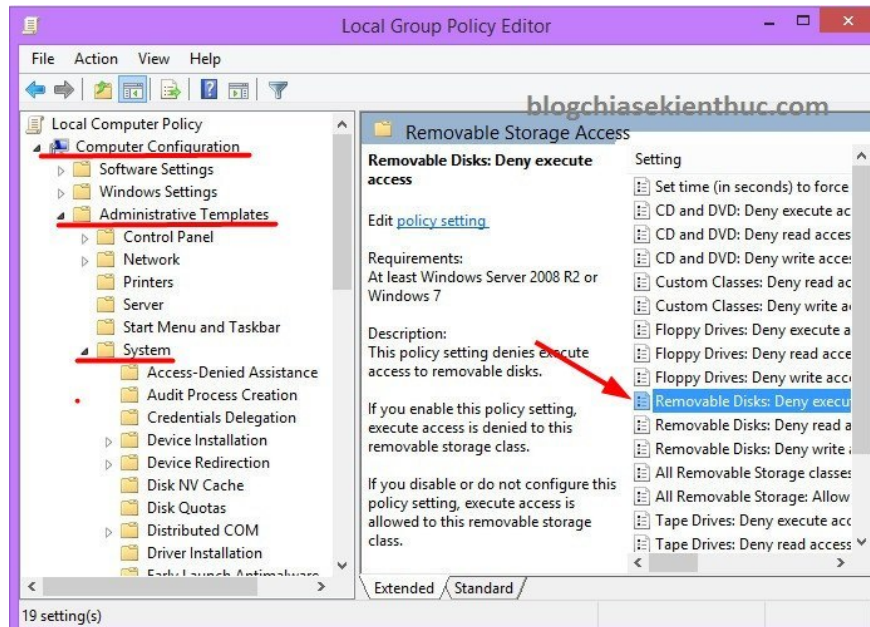 Local Group Policy Editor
File Action View Help
blogchiasekienthuc.com
Local Computer Policy
Computer Configuration
Software Settings
Windows Settings
Administrative Templates
Control Panel
Network
Printers
Server
Start Menu and Taskbar
System
Access-Denied Assistance
Audit Process Creation
Credentials Delegation
Device Installation
Device Redirection
Disk NV Cache
Disk Quotas
Distributed COM
Driver Installation
Early Launch Antimalware
Removable Storage Access
Removable Disks: Deny execute
access
Edit policy setting
Requirements:
At least Windows Server 2008 R2 or
Windows 7
Description:
This policy setting denies execute
access to removable disks.
If you enable this policy setting,
execute access is denied to this
removable storage class.
If you disable or do not configure this
policy setting, execute access is
allowed to this removable storage
class.
Setting
Set time (in seconds) to force
CD and DVD: Deny execute ac
CD and DVD: Deny read acces
CD and DVD: Deny write acces
Custom Classes: Deny read ac
Custom Classes: Deny write a
Floppy Drives: Deny execute a
Floppy Drives: Deny read acce
Floppy Drives: Deny write acc
Removable Disks: Deny execu
Removable Disks: Deny read a
Removable Disks: Deny write
All Removable Storage classes
All Removable Storage: Allow
Tape Drives: Deny execute acc
Tape Drives: Deny read access
Extended Standard
19 setting(s)